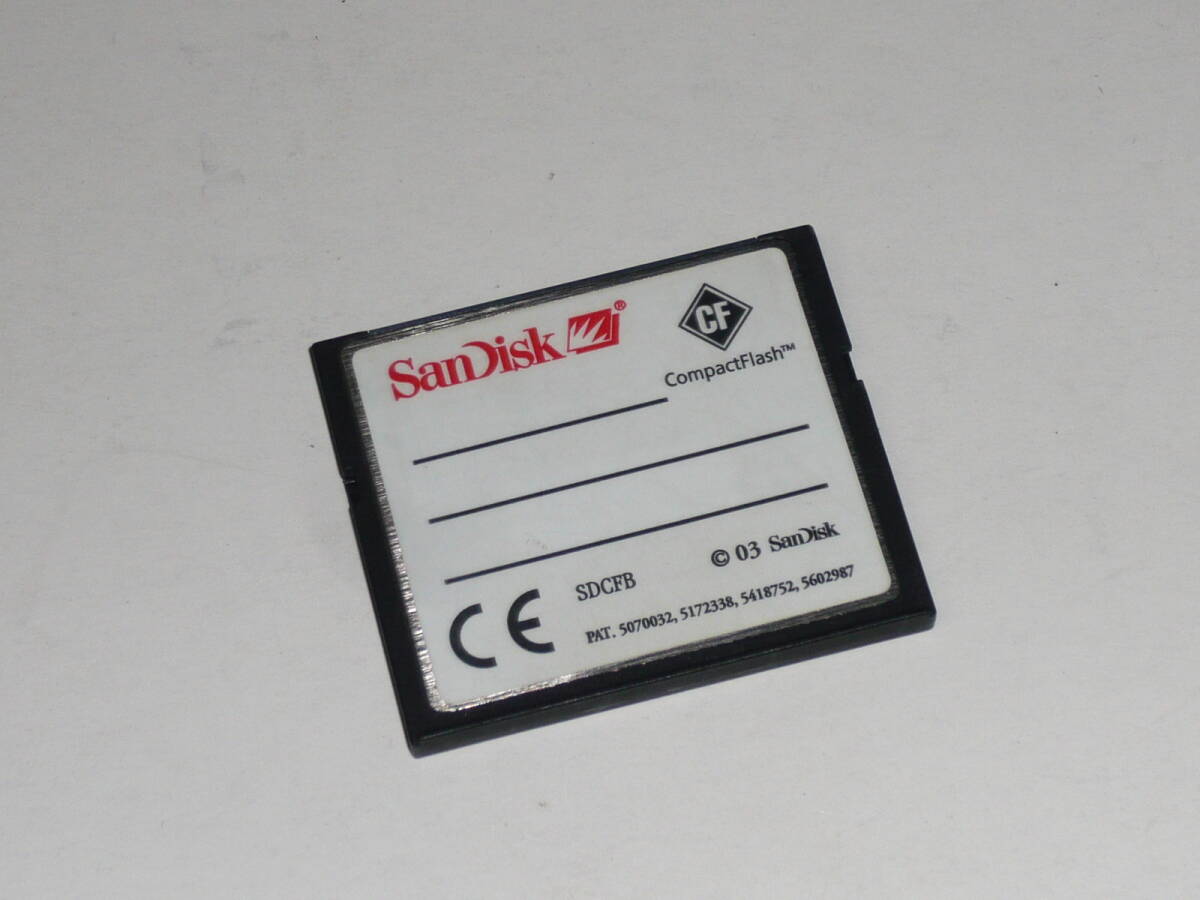 SanDisk ®
CF
CompactFlash™
© 03 SanDisk
CE SDCFB
PAT. 5070032, 5172338, 5418752, 5602987